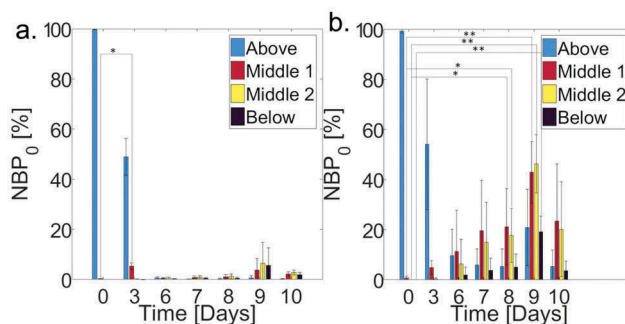 a.
100
80
60
40
20
0
NBP0 [%]
*
Above
Middle 1
Middle 2
Below
0 3 6 7 8 9 10
Time [Days]
b.
100
80
60
40
20
0
NBP0 [%]
**
**
**
*
*
Above
Middle 1
Middle 2
Below
0 3 6 7 8 9 10
Time [Days]